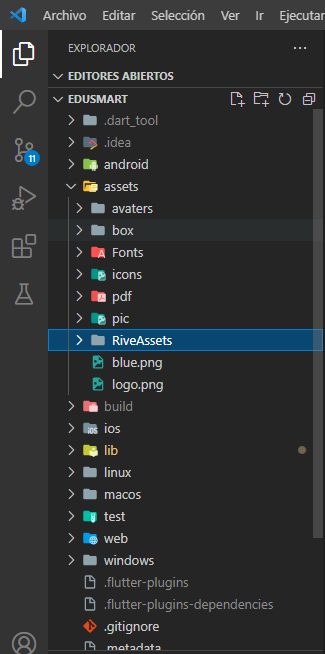 Archivo Editar Selección Ver Ir Ejecutar
EXPLORADOR
EDITORES ABIERTOS
EDUSMART
.dart_tool
.idea
android
assets
avaters
box
Fonts
icons
pdf
pic
RiveAssets
blue.png
logo.png
build
ios
lib
linux
macos
test
web
windows
.flutter-plugins
.flutter-plugins-dependencies
.gitignore
.metadata
11